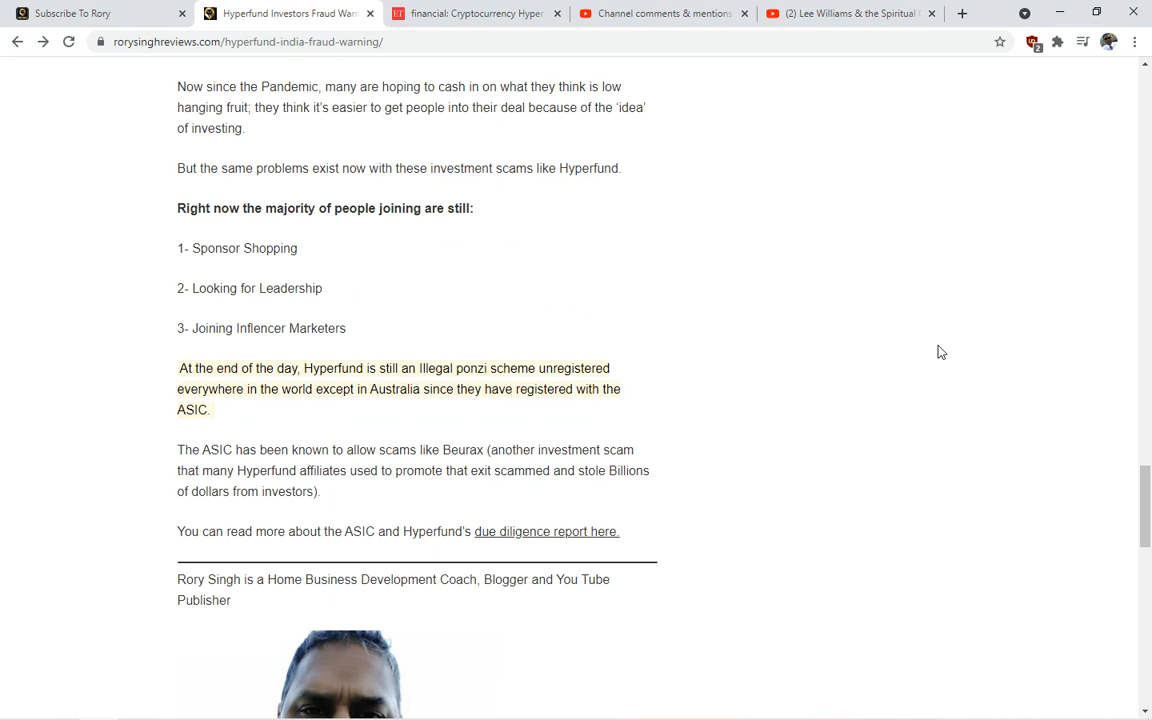 Subscribe To Rory
Hyperfund Investors Fraud Warn
ET financial: Cryptocurrency Hyper
Channel comments & mentions
(2) Lee Williams & the Spiritual
rorysinghreviews.com/hyperfund-india-fraud-warning/
2
Now since the Pandemic, many are hoping to cash in on what they think is low
hanging fruit; they think it's easier to get people into their deal because of the ‘idea’
of investing.
But the same problems exist now with these investment scams like Hyperfund.
Right now the majority of people joining are still:
1- Sponsor Shopping
2- Looking for Leadership
3- Joining Inflencer Marketers
At the end of the day, Hyperfund is still an Illegal ponzi scheme unregistered
everywhere in the world except in Australia since they have registered with the
ASIC.
The ASIC has been known to allow scams like Beurax (another investment scam
that many Hyperfund affiliates used to promote that exit scammed and stole Billions
of dollars from investors).
You can read more about the ASIC and Hyperfund's due diligence report here.
Rory Singh is a Home Business Development Coach, Blogger and You Tube
Publisher